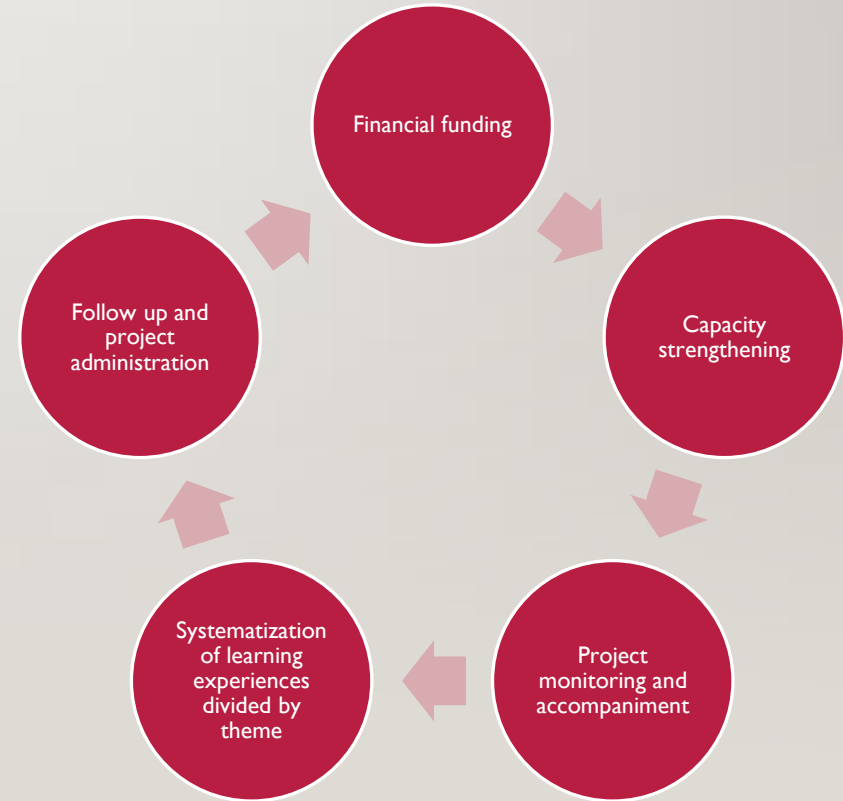 Financial funding
Capacity
strengthening
Project
monitoring and
accompaniment
Systematization
of learning
experiences
divided by
theme
Follow up and
project
administration